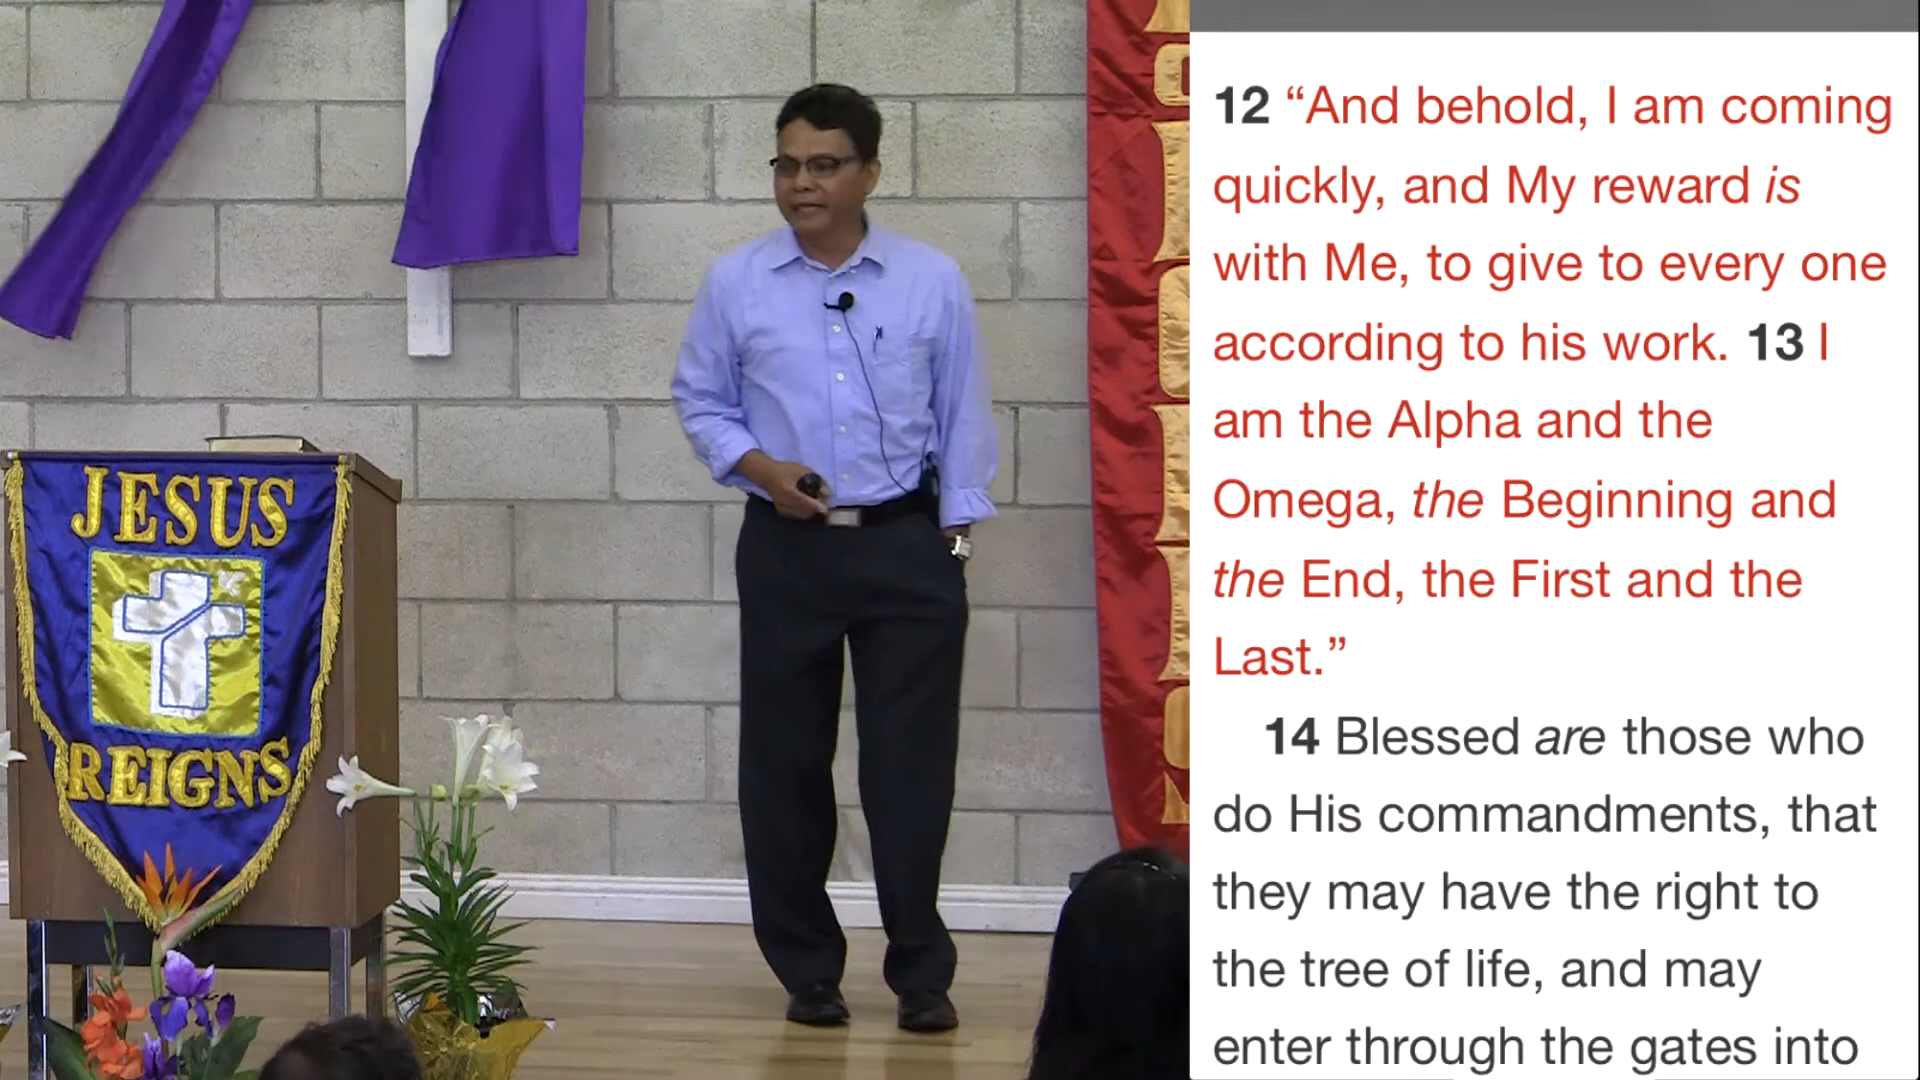 JESUS
REIGNS
12 “And behold, I am coming
quickly, and My reward is
with Me, to give to every one
according to his work. 13 I
am the Alpha and the
Omega, the Beginning and
the End, the First and the
Last.”
14 Blessed are those who
do His commandments, that
they may have the right to
the tree of life, and may
enter through the gates into